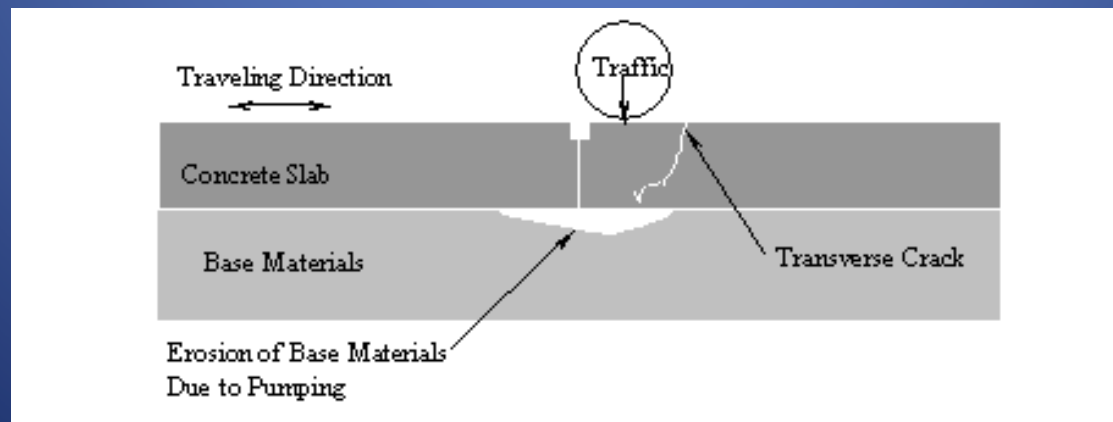 Traffic
Traveling Direction
Concrete Slab
Base Materials
Transverse Crack
Erosion of Base Materials
Due to Pumping